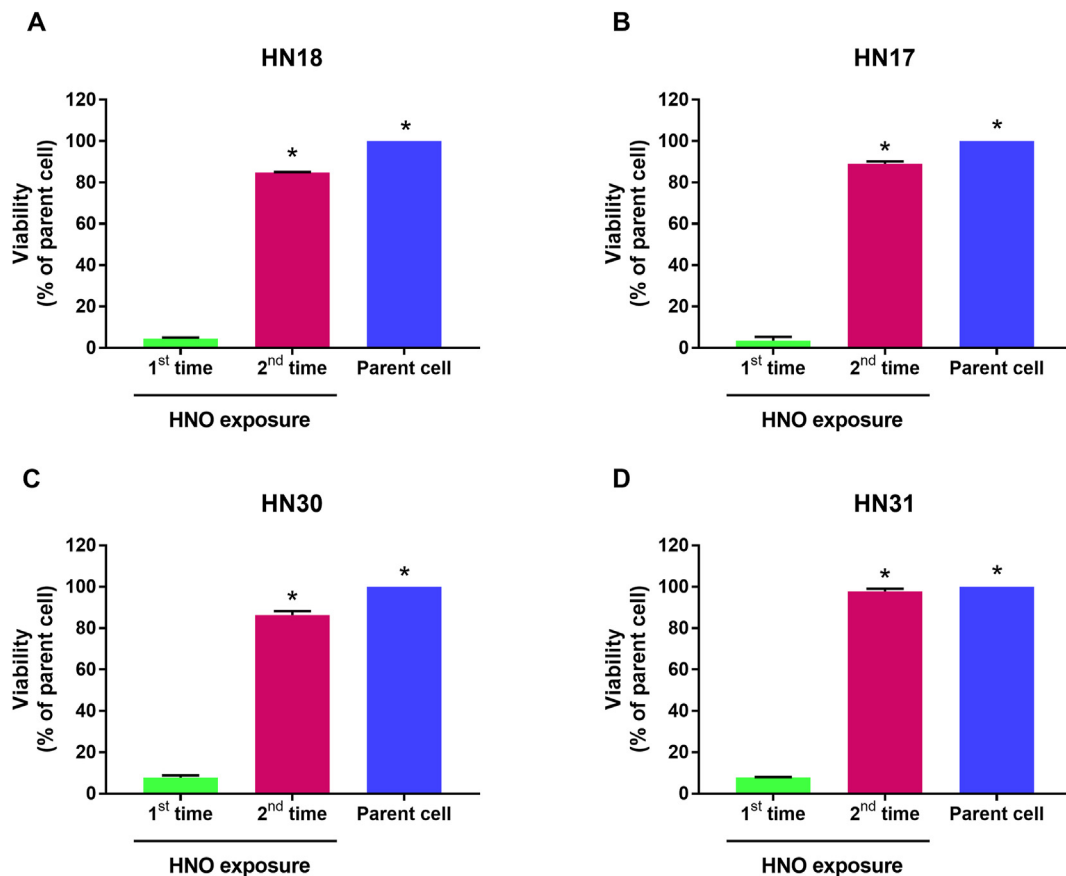 A
HN18
Viability
(% of parent cell)
120
100
80
60
40
20
0
*
*
1st time
2nd time
Parent cell
HNO exposure
B
HN17
Viability
(% of parent cell)
120
100
80
60
40
20
0
*
*
1st time
2nd time
Parent cell
HNO exposure
C
HN30
Viability
(% of parent cell)
120
100
80
60
40
20
0
*
*
1st time
2nd time
Parent cell
HNO exposure
D
HN31
Viability
(% of parent cell)
120
100
80
60
40
20
0
*
*
1st time
2nd time
Parent cell
HNO exposure